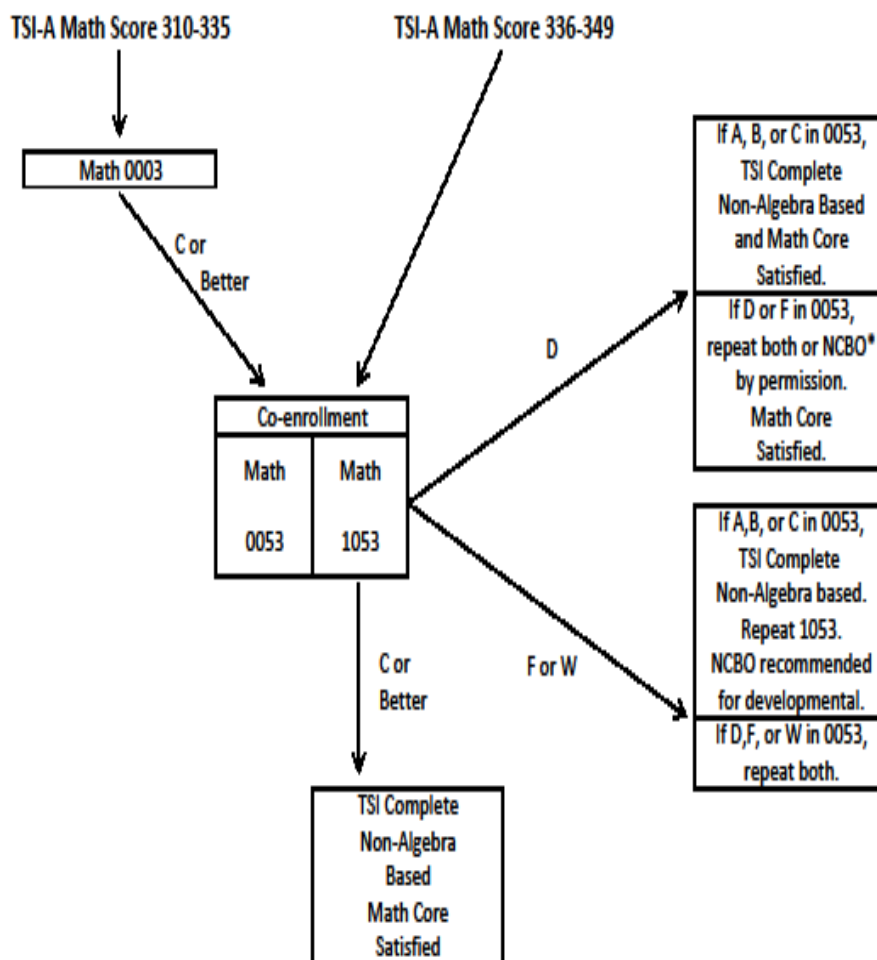 TSI-A Math Score 310-335
TSI-A Math Score 336-349
Math 0003
C or
Better
Co-enrollment
Math
0053
Math
1053
D
If A, B, or C in 0053,
TSI Complete
Non-Algebra Based
and Math Core
Satisfied.
If D or F in 0053,
repeat both or NCBO*
by permission.
Math Core
Satisfied.
F or W
If A,B, or C in 0053,
TSI Complete
Non-Algebra based.
Repeat 1053.
NCBO recommended
for developmental.
If D,F, or W in 0053,
repeat both.
C or
Better
TSI Complete
Non-Algebra
Based
Math Core
Satisfied